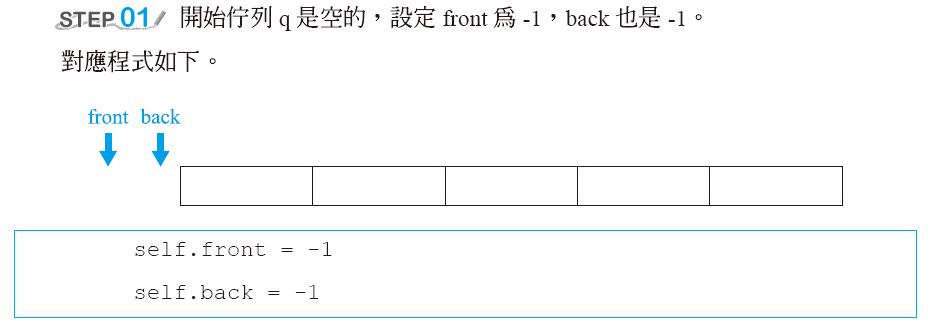 STEP 01 開始佇列 q 是空的，設定 front 為 -1，back 也是 -1。
對應程式如下。
front back
self.front = -1
self.back = -1